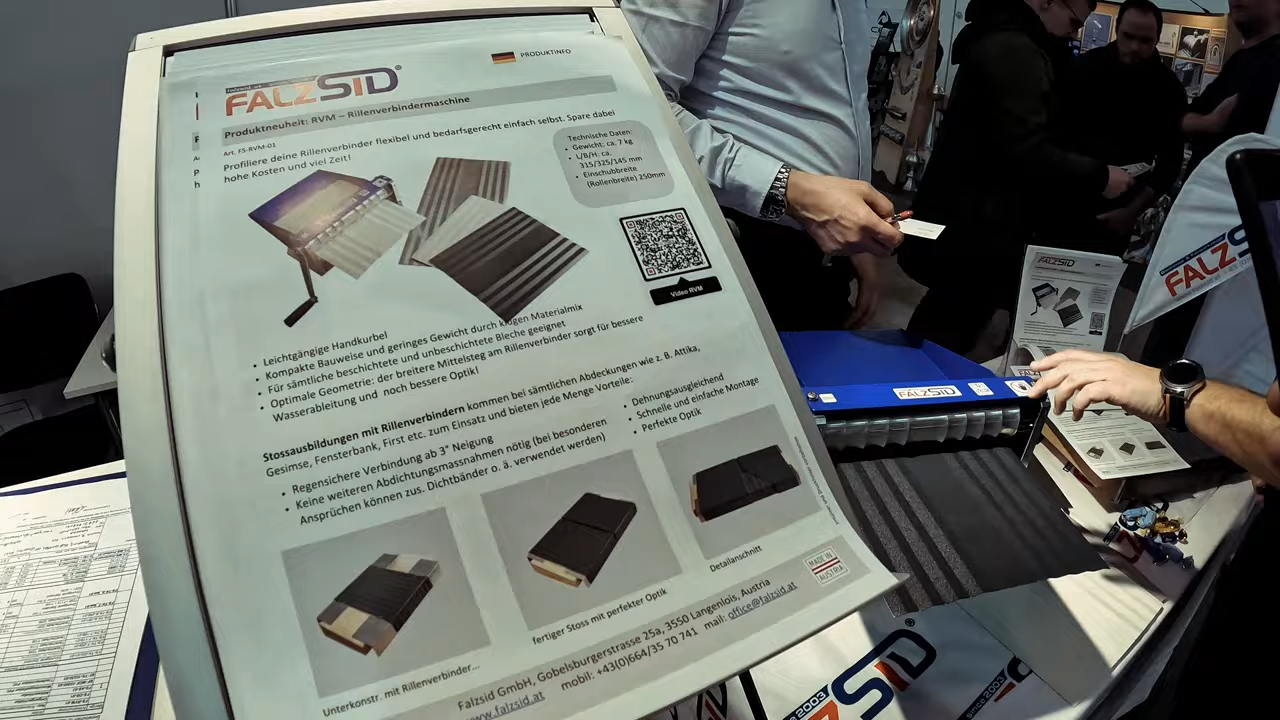 PRODUKTINFO
FALZSID®
Produktneuheit: RVM – Rillenverbindermaschine
Art. FS-RVM-01
Profiliere deine Rillenverbinder flexibel und bedarfsgerecht einfach selbst. Spare dabei
hohe Kosten und viel Zeit!
Technische Daten:
• Gewicht: ca. 7 kg
• L/B/H: ca.
315/325/145 mm
• Einschubbreite
(Rollenbreite) 250mm
Video RVM
• Leichtgängige Handkurbel
• Kompakte Bauweise und geringes Gewicht durch klugen Materialmix
• Für sämtliche beschichtete und unbeschichtete Bleche geeignet
• Optimale Geometrie: der breitere Mittelsteg am Rillenverbinder sorgt für bessere
Wasserableitung und noch bessere Optik!
Stossausbildungen mit Rillenverbindern kommen bei sämtlichen Abdeckungen wie z. B. Attika,
Gesimse, Fensterbank, First etc. zum Einsatz und bieten jede Menge Vorteile:
• Regensichere Verbindung ab 3° Neigung
• Keine weiteren Abdichtungsmassnahmen nötig (bei besonderen
Ansprüchen können zus. Dichtbänder o. ä. verwendet werden)
• Dehnungsausgleichend
• Schnelle und einfache Montage
• Perfekte Optik
Unterkonstr. mit Rillenverbinder...
fertiger Stoss mit perfekter Optik
Detailanschnitt
MADE IN
AUSTRIA
Falzsid GmbH, Gobelsburgerstrasse 25a, 3550 Langenlois, Austria
www.falzsid.at mobil: +43(0)664/35 70 741 mail: office@falzsid.at
FALZSID
FALZSID
FALZS
SID®
since 2003
since 2003